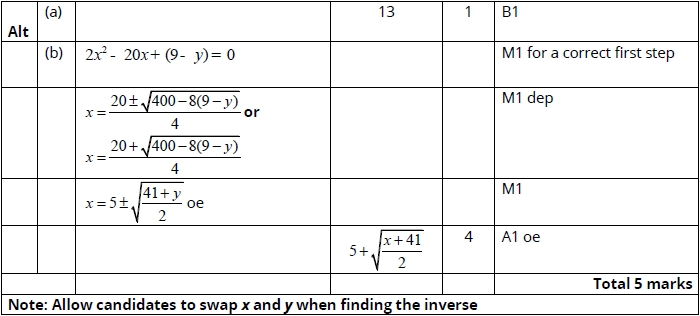 Alt (a) 13 1 B1
(b) 2x² - 20x + (9 - y) = 0 M1 for a correct first step
x = (20 ± √(400 – 8(9 – y))) / 4 or M1 dep
x = (20 + √(400 – 8(9 – y))) / 4
x = 5 ± √((41 + y) / 2) oe M1
5 + √((x + 41) / 2) 4 A1 oe
Total 5 marks
Note: Allow candidates to swap x and y when finding the inverse